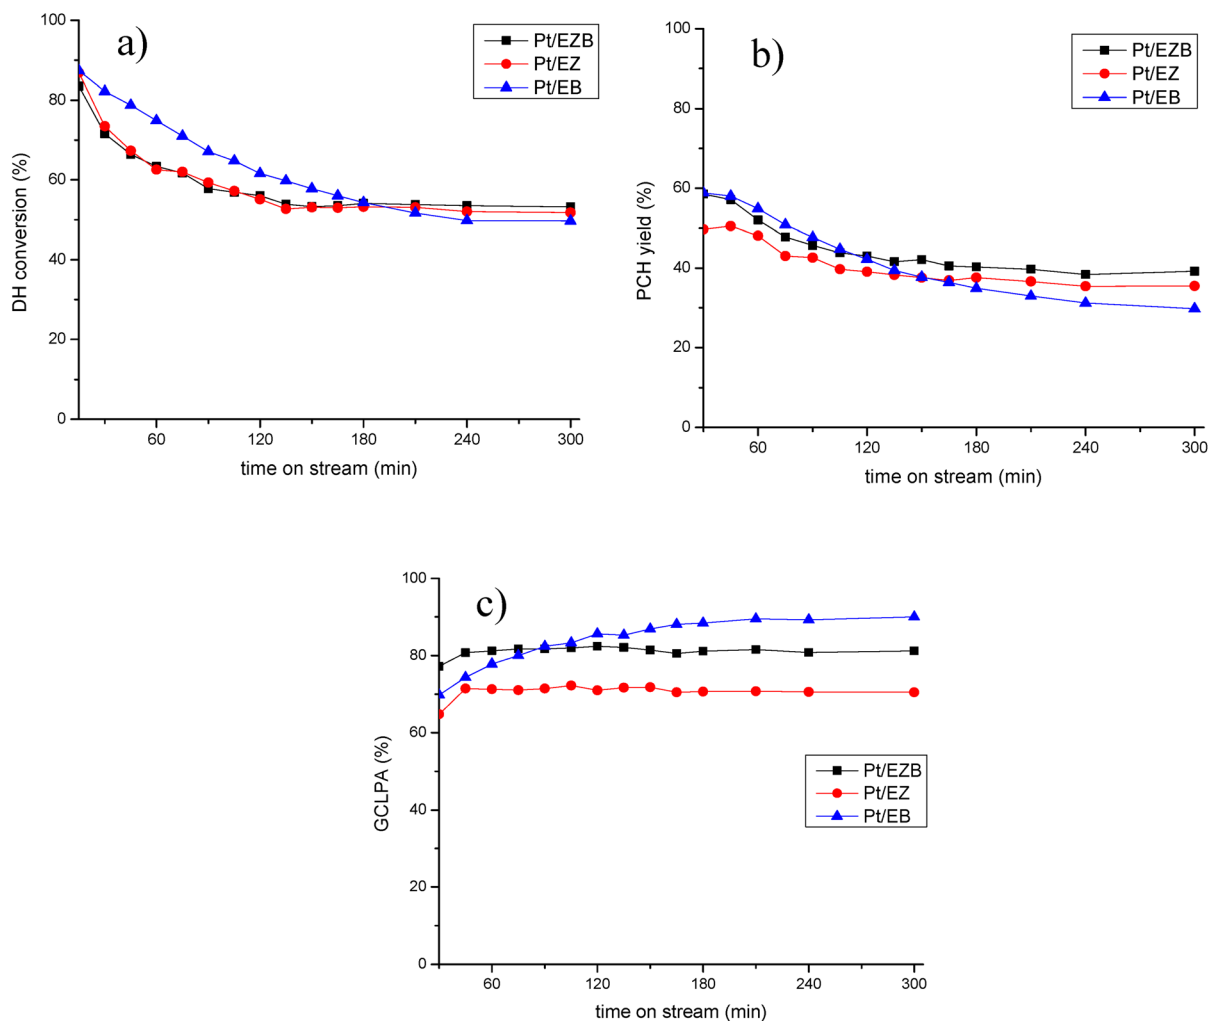 a)
Pt/EZB
Pt/EZ
Pt/EB
DH conversion (%)
100
80
60
40
20
0
60 120 180 240 300
time on stream (min)
b)
Pt/EZB
Pt/EZ
Pt/EB
PCH yield (%)
100
80
60
40
20
0
60 120 180 240 300
time on stream (min)
c)
GCLPA (%)
100
80
60
40
20
0
Pt/EZB
Pt/EZ
Pt/EB
60 120 180 240 300
time on stream (min)